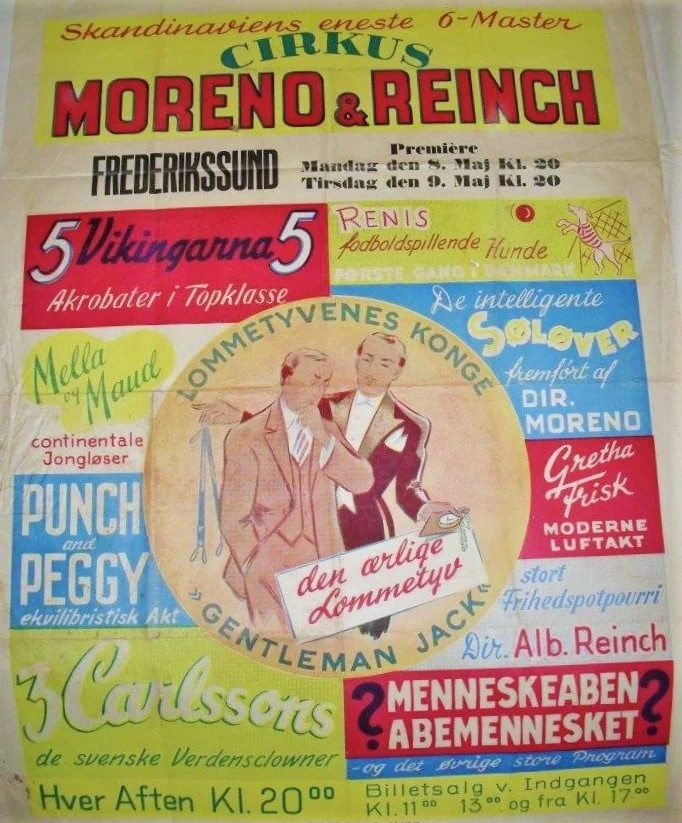 Skandinaviens eneste 6-Master
CIRKUS
MORENO & REINCH
FREDERIKSSUND
Première
Mandag den 8. Maj Kl. 20
Tirsdag den 9. Maj Kl. 20
5 Vikingarna 5
Akrobater i Topklasse
RENIS
fodboldspillende Hunde
FØRSTE GANG I DANMARK
De intelligente
SØLØVER
fremført af
DIR.
MORENO
Mella
og Maud
continentale
Jongløser
LOMMETYVENES KONGE
den ærlige
Lommetyv
"GENTLEMAN JACK"
Gretha
Frisk
MODERNE
LUFTAKT
PUNCH
and
PEGGY
ekvilibristisk Akt
stort
Frihedspotpourri
Dir. Alb. Reinch
3 Carlssons
de svenske Verdensclowner
? MENNESKEABEN ?
ABEMENNESKET
- og det øvrige store Program
Hver Aften Kl. 20 00
Billetsalg v. Indgangen
Kl. 11 00 13 00 og fra Kl. 17 00